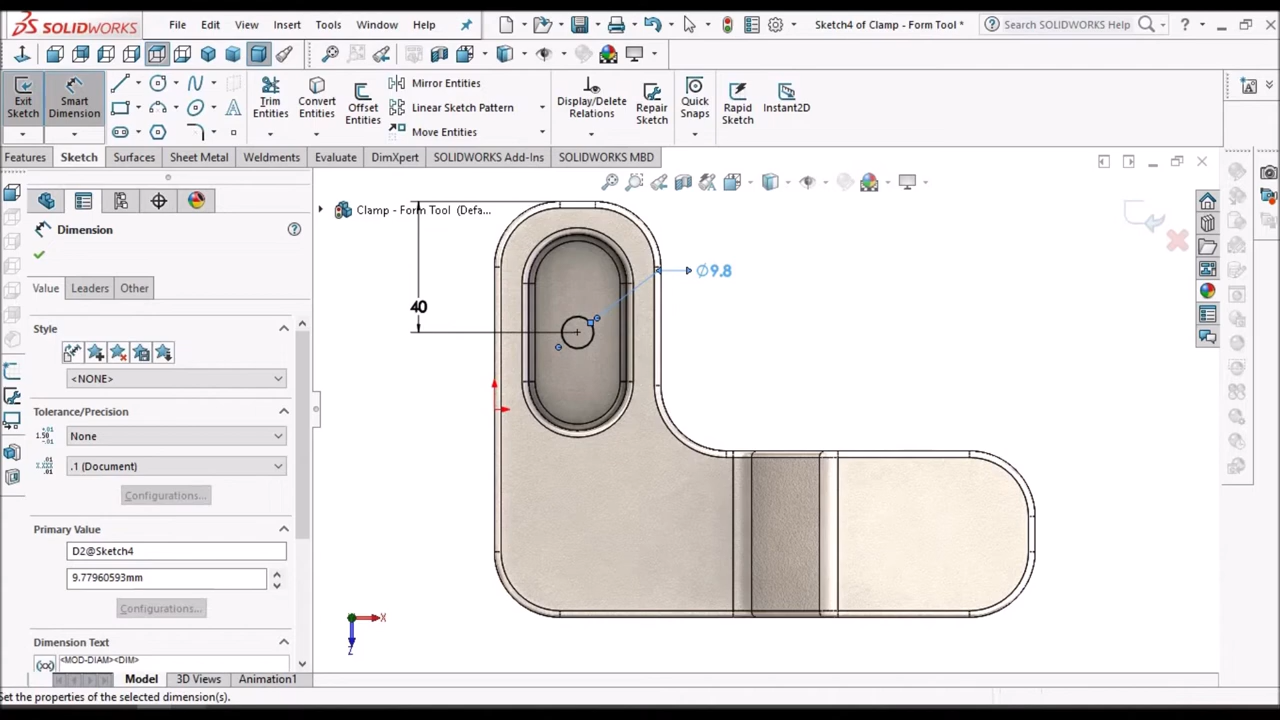 SOLIDWORKS
File Edit View Insert Tools Window Help
Sketch4 of Clamp - Form Tool *
Search SOLIDWORKS Help
Exit Sketch
Smart Dimension
Trim Entities
Convert Entities
Offset Entities
Mirror Entities
Linear Sketch Pattern
Move Entities
Display/Delete Relations
Repair Sketch
Quick Snaps
Rapid Sketch
Instant2D
Features Sketch Surfaces Sheet Metal Weldments Evaluate DimXpert SOLIDWORKS Add-Ins SOLIDWORKS MBD
Clamp - Form Tool (Defa...
Dimension
Value Leaders Other
Style
<NONE>
Tolerance/Precision
1.50
None
.1 (Document)
Configurations...
Primary Value
D2@Sketch4
9.77960593mm
Configurations...
Dimension Text
<MOD-DIAM><DIM>
40
∅9.8
X
Z
Model 3D Views Animation1
Set the properties of the selected dimension(s).